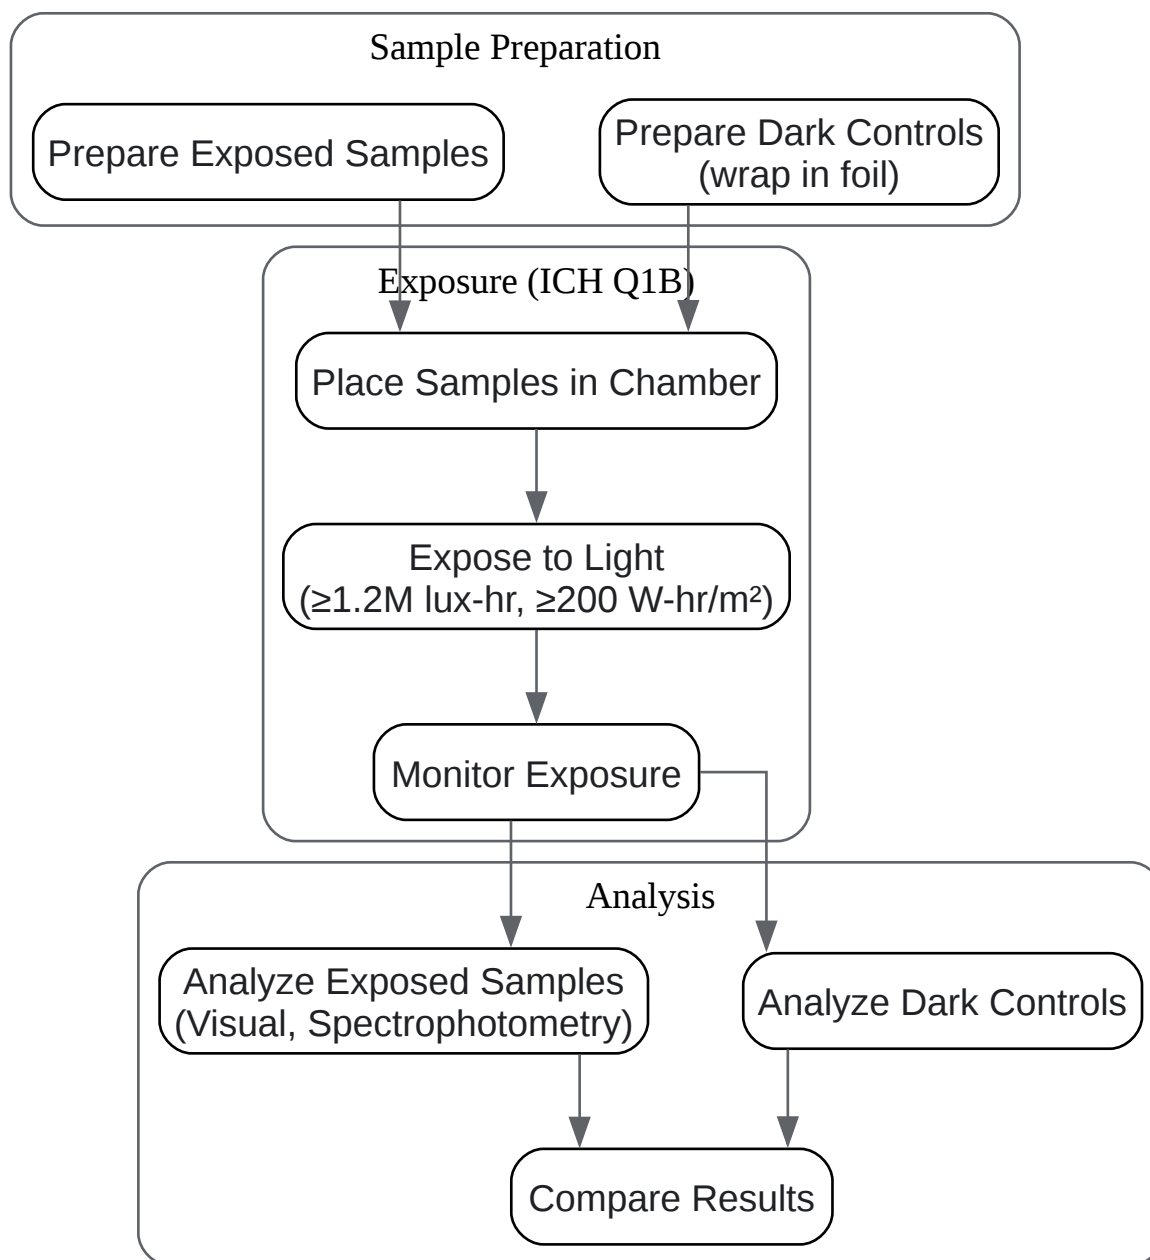 Sample Preparation
Prepare Exposed Samples
Prepare Dark Controls
(wrap in foil)
Exposure (ICH Q1B)
Place Samples in Chamber
Expose to Light
(≥1.2M lux-hr, ≥200 W-hr/m²)
Monitor Exposure
Analysis
Analyze Exposed Samples
(Visual, Spectrophotometry)
Analyze Dark Controls
Compare Results